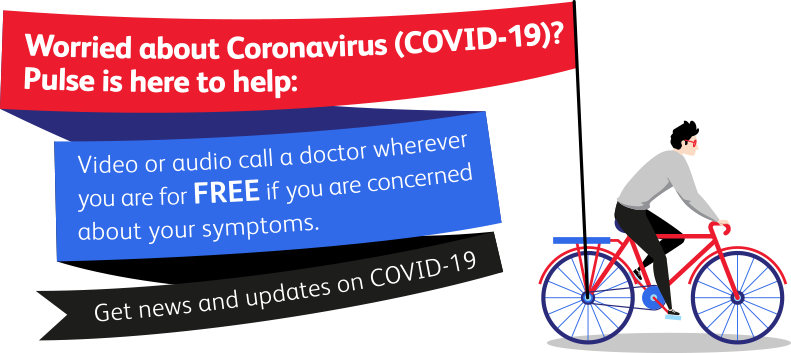 Worried about Coronavirus (COVID-19)?
Pulse is here to help:
Video or audio call a doctor wherever
you are for FREE if you are concerned
about your symptoms.
Get news and updates on COVID-19